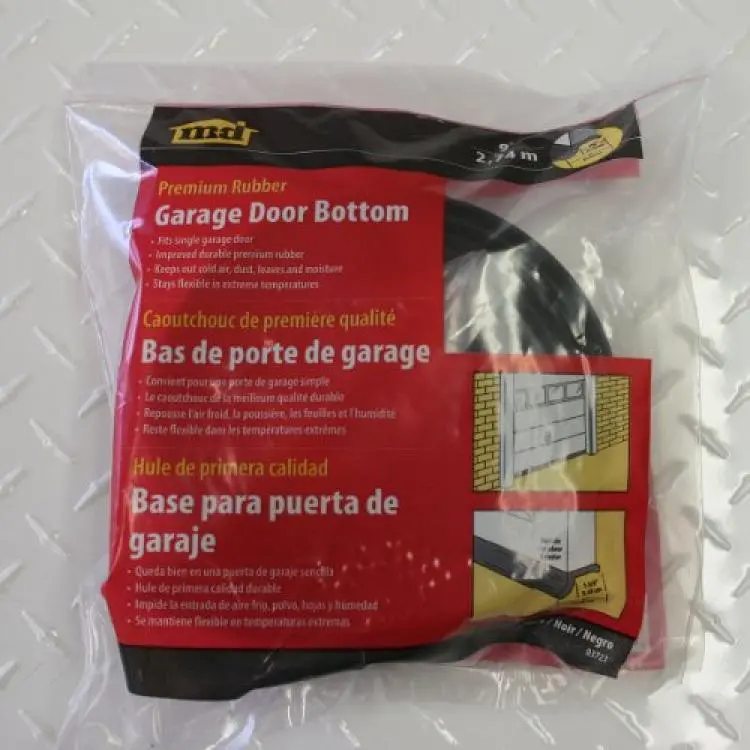 md
9'
2,74 m
Premium Rubber
Garage Door Bottom
• Fits single garage door
• Improved durable premium rubber
• Keeps out cold air, dust, leaves and moisture
• Stays flexible in extreme temperatures
Caoutchouc de première qualité
Bas de porte de garage
• Convient pour une porte de garage simple
• Le caoutchouc de la meilleure qualité durable
• Repousse l'air froid, la poussière, les feuilles et l'humidité
• Reste flexible dans les températures extrêmes
Hule de primera calidad
Base para puerta de
garaje
• Queda bien en una puerta de garaje sencilla
• Hule de primera calidad durable
• Impide la entrada de aire frio, polvo, hojas y humedad
• Se mantiene flexible en temperaturas extremas
/ Noir / Negro
03723